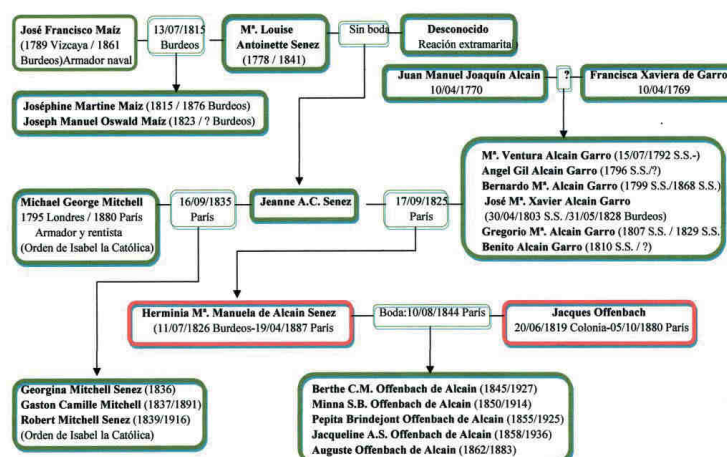 José Francisco Maíz
(1789 Vizcaya / 1861
Burdeos)Armador naval
13/07/1815
Burdeos
Mª. Louise
Antoinette Senez
(1778 / 1841)
Sin boda
Desconocido
Reación extramarital
Juan Manuel Joaquín Alcain
10/04/1770
?
Francisca Xaviera de Garro
10/04/1769
Joséphine Martine Maiz (1815 / 1876 Burdeos)
Joseph Manuel Oswald Maíz (1823 / ? Burdeos)
Mª. Ventura Alcain Garro (15/07/1792 S.S.-)
Angel Gil Alcain Garro (1796 S.S./?)
Bernardo Mª. Alcain Garro (1799 S.S./1868 S.S.)
José Mª. Xavier Alcain Garro
(30/04/1803 S.S. /31/05/1828 Burdeos)
Gregorio Mª. Alcain Garro (1807 S.S. / 1829 S.S.
Benito Alcain Garro (1810 S.S. / ?)
Michael George Mitchell
1795 Londres / 1880 París
Armador y rentista
(Orden de Isabel la Católica)
16/09/1835
París
Jeanne A.C. Senez
17/09/1825
París
Herminia Mª. Manuela de Alcain Senez
(11/07/1826 Burdeos-19/04/1887 París)
Boda:10/08/1844 París
Jacques Offenbach
20/06/1819 Colonia-05/10/1880 París
Georgina Mitchell Senez (1836)
Gaston Camille Mitchell (1837/1891)
Robert Mitchell Senez (1839/1916)
(Orden de Isabel la Católica)
Berthe C.M. Offenbach de Alcain (1845/1927)
Minna S.B. Offenbach de Alcain (1850/1914)
Pepita Brindejont Offenbach de Alcain (1855/1925)
Jacqueline A.S. Offenbach de Alcain (1858/1936)
Auguste Offenbach de Alcain (1862/1883)